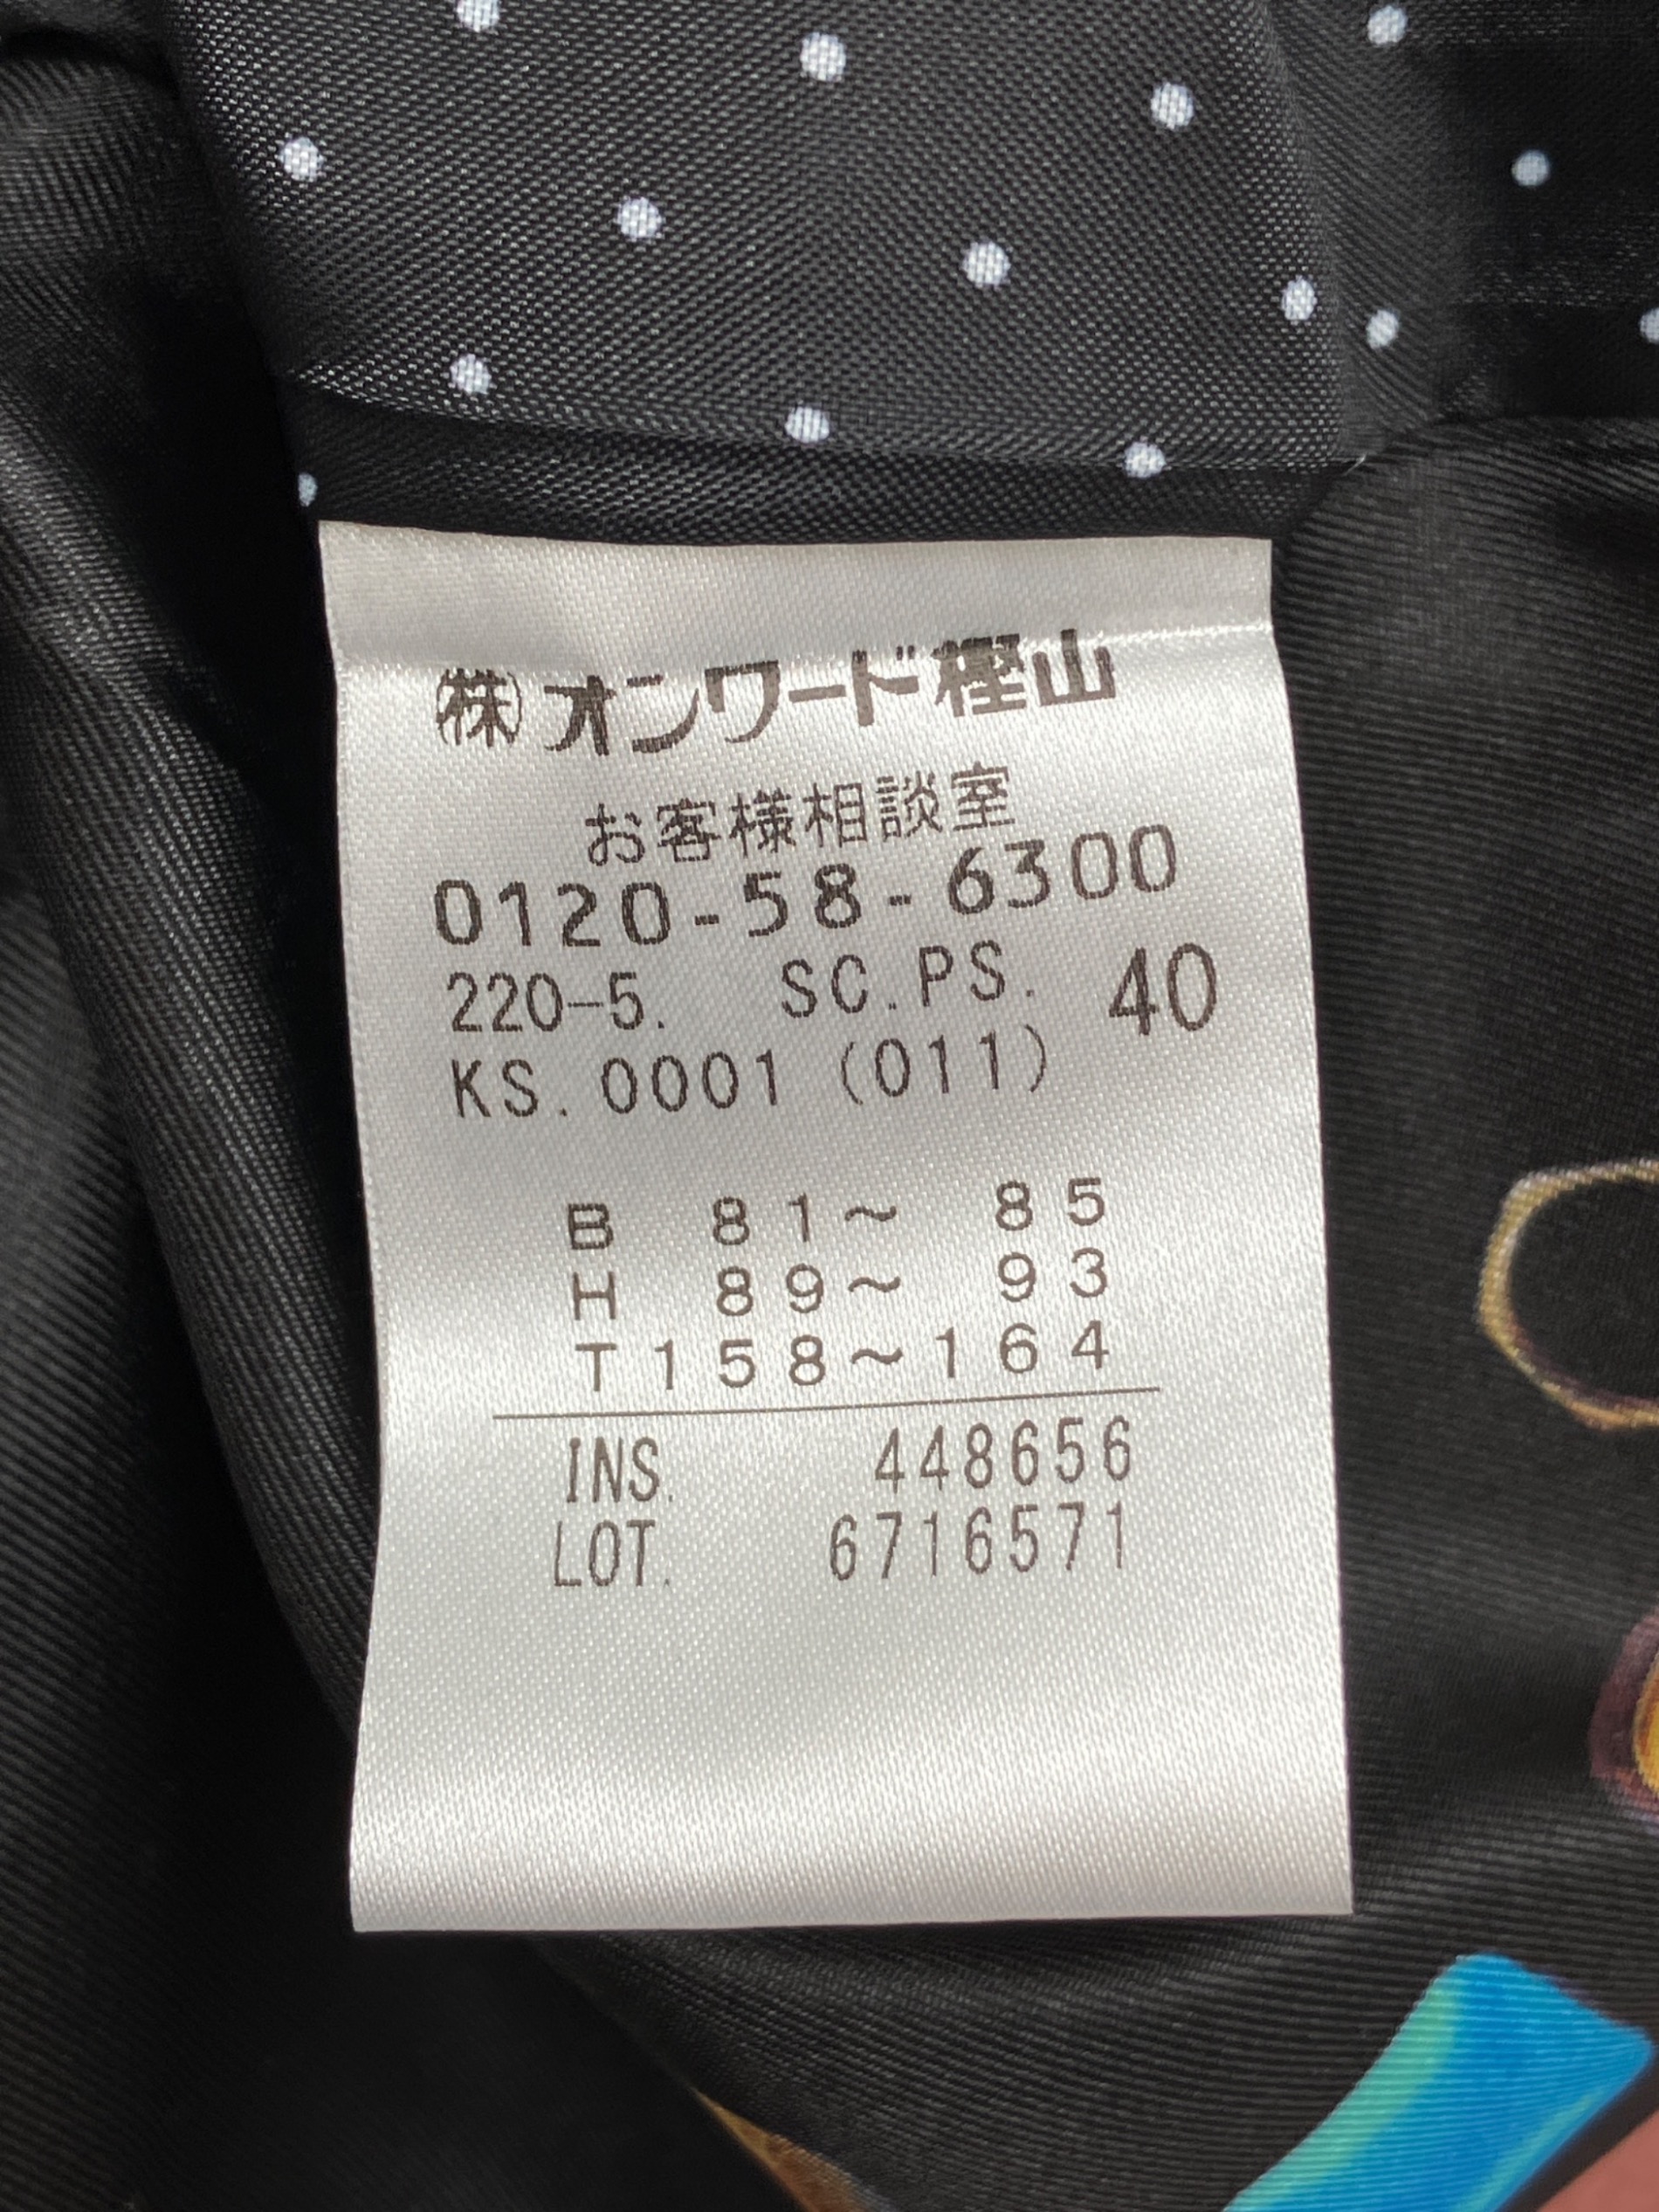 ㈱オンワード樫山
お客様相談室
0120-58-6300
220-5. SC.PS. 40
KS.0001 (011)
B 81~ 85
H 89~ 93
T158~164
INS. 448656
LOT. 6716571